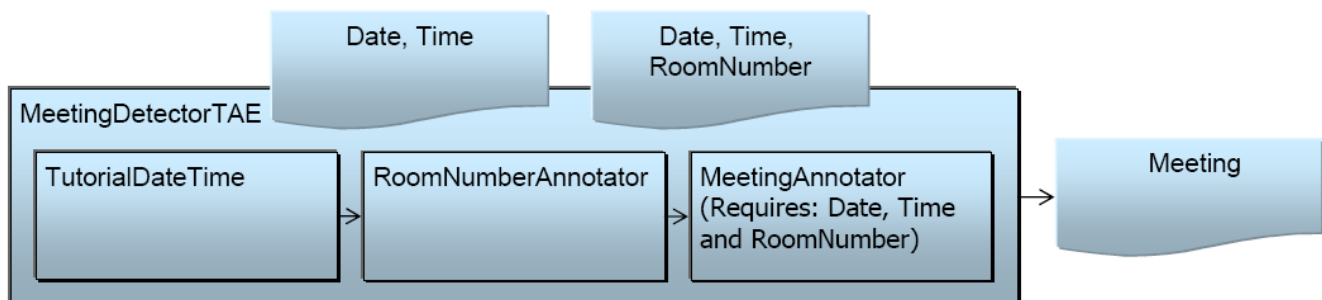 Date, Time
Date, Time,
RoomNumber
MeetingDetectorTAE
TutorialDateTime
RoomNumberAnnotator
MeetingAnnotator
(Requires: Date, Time
and RoomNumber)
Meeting